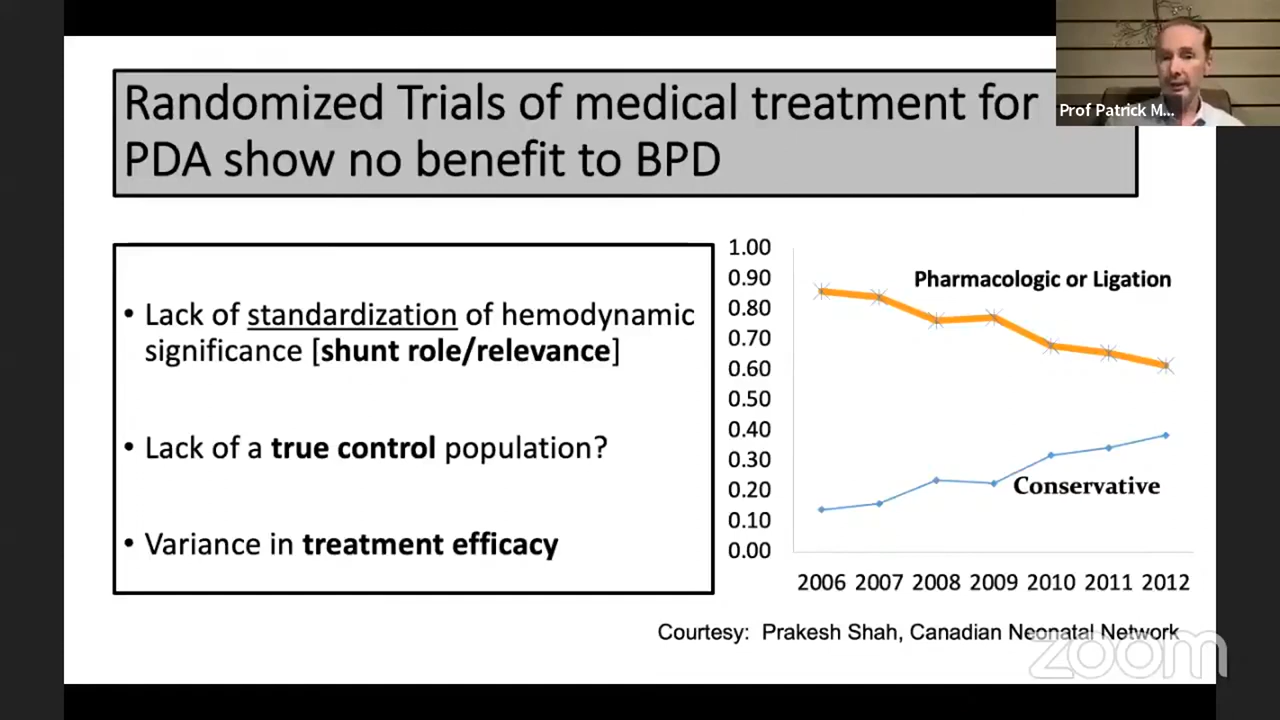 Randomized Trials of medical treatment for
PDA show no benefit to BPD
Prof Patrick M...
• Lack of standardization of hemodynamic
significance [shunt role/relevance]
• Lack of a true control population?
• Variance in treatment efficacy
1.00
0.90
0.80
0.70
0.60
0.50
0.40
0.30
0.20
0.10
0.00
Pharmacologic or Ligation
Conservative
2006 2007 2008 2009 2010 2011 2012
Courtesy: Prakesh Shah, Canadian Neonatal Network
zoom